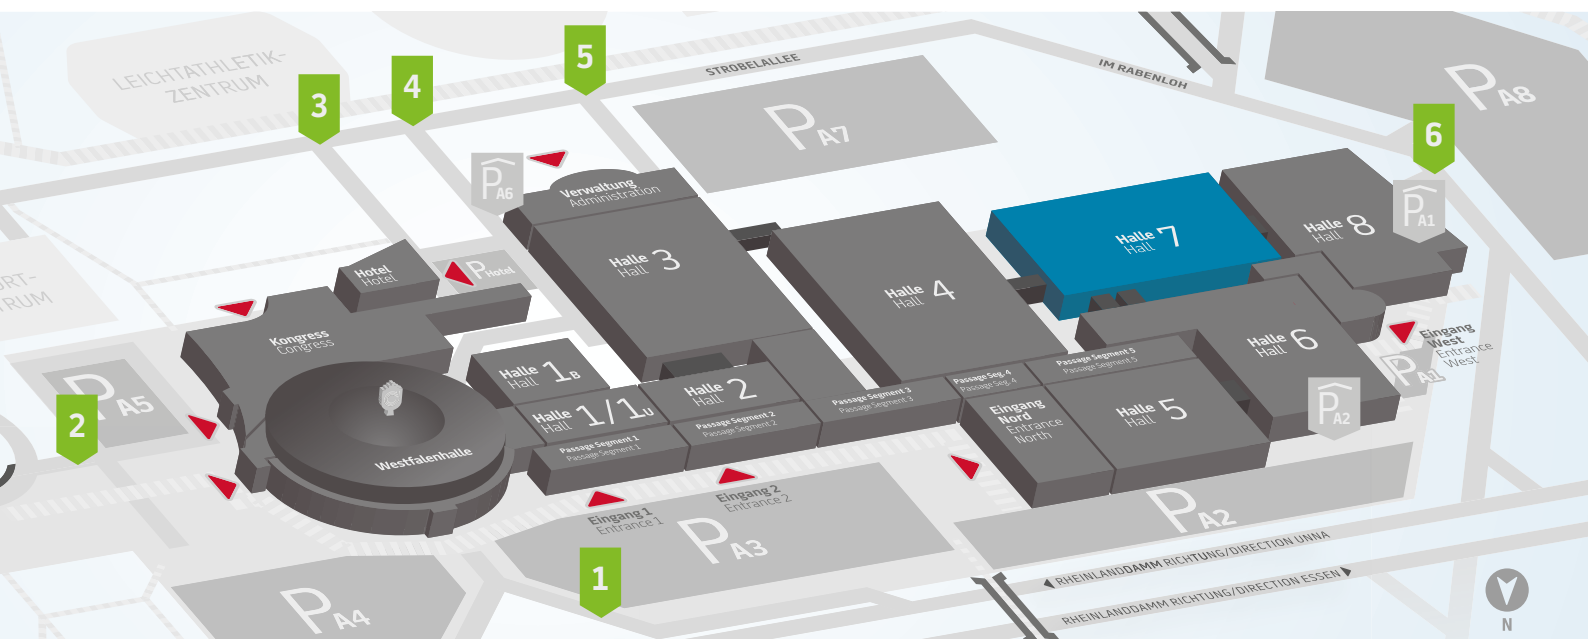 LEICHTATHLETIK-
ZENTRUM
3
4
5
STROBELALLEE
IM RABENLOH
P A7
P A8
6
P A1
P A6
Verwaltung
Administration
Halle
Hall 3
Halle
Hall 4
Halle
Hall 7
Halle
Hall 8
Hotel
Hotel
P Hotel
ORT-
TRUM
Kongress
Congress
P A5
2
Halle
Hall 1B
Halle
Hall 1/1U
Halle
Hall 2
Passage Segment 1
Passage Segment 1
Passage Segment 2
Passage Segment 2
Passage Segment 3
Passage Segment 3
Passage Seg. 4
Passage Seg. 4
Passage Segment 5
Passage Segment 5
Eingang
Nord
Entrance
North
Halle
Hall 5
Halle
Hall 6
P A2
Eingang
West
Entrance
West
P A1
Westfalenhalle
Eingang 1
Entrance 1
Eingang 2
Entrance 2
P A3
P A2
1
P A4
RHEINLANDDAMM RICHTUNG/DIRECTION UNNA
RHEINLANDDAMM RICHTUNG/DIRECTION ESSEN
N